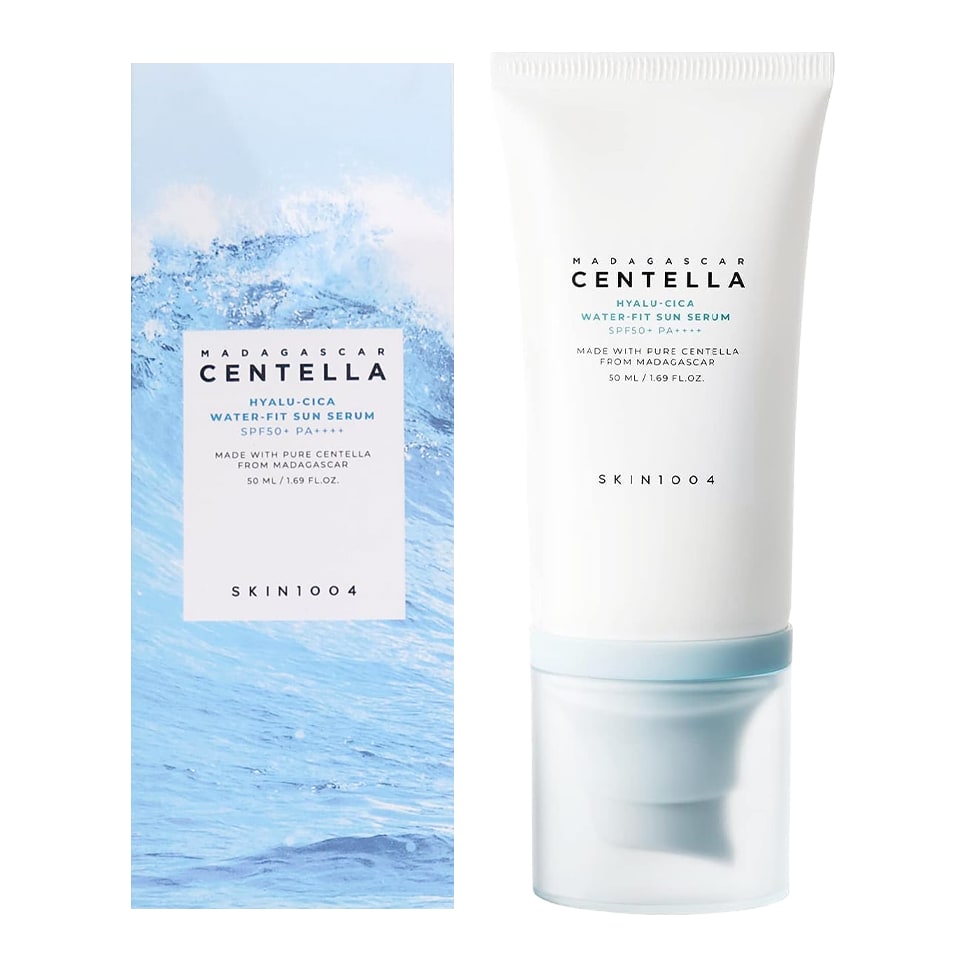 MADAGASCAR
CENTELLA
HYALU-CICA
WATER-FIT SUN SERUM
SPF50+ PA++++
MADE WITH PURE CENTELLA
FROM MADAGASCAR
50 ML / 1.69 FL.OZ.
SKIN1004
MADAGASCAR
CENTELLA
HYALU-CICA
WATER-FIT SUN SERUM
SPF50+ PA++++
MADE WITH PURE CENTELLA
FROM MADAGASCAR
50 ML / 1.69 FL.OZ.
SKIN1004